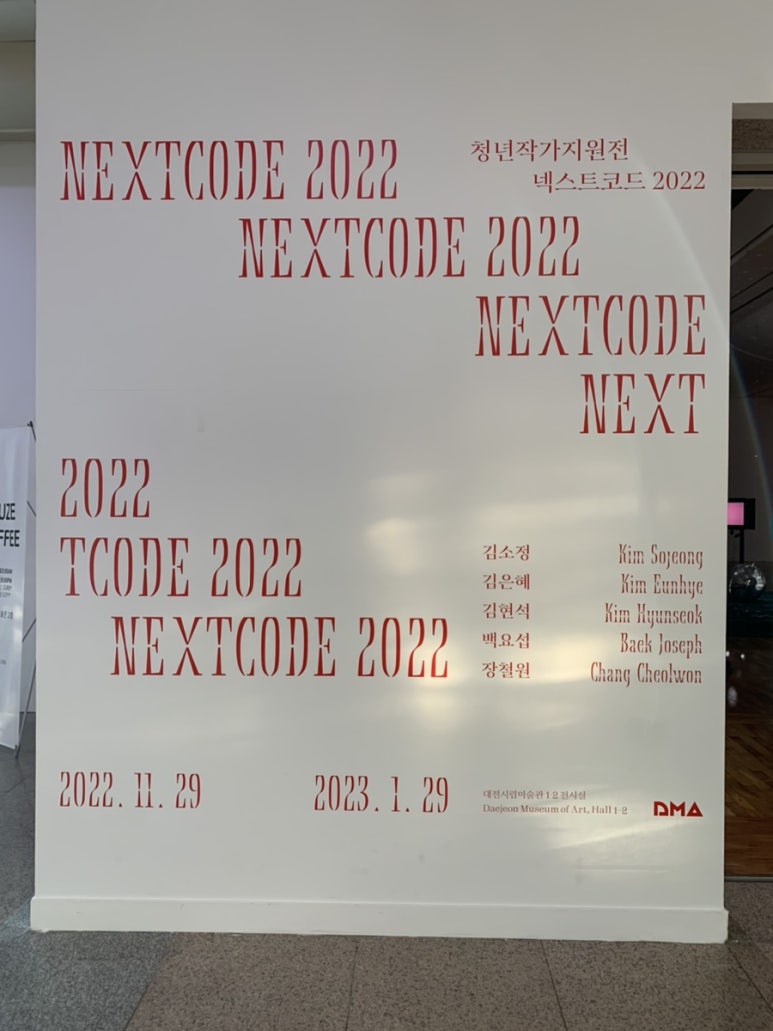 NEXTCODE 2022
청년작가지원전
넥스트코드 2022
NEXTCODE 2022
NEXTCODE
NEXT
2022
TCODE 2022
NEXTCODE 2022
김소정 Kim Sojeong
김은혜 Kim Eunhye
김현석 Kim Hyunseok
백요섭 Baek Joseph
장철원 Chang Cheolwon
2022. 11. 29
2023. 1. 29
대전시립미술관 1 2 전시실
Daejeon Museum of Art, Hall 1-2
DMA
UZE
FFEE